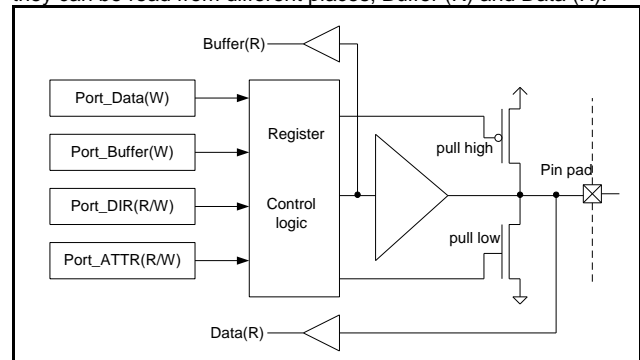 they can be read from different places, Buffer (R) and Data (R).
Buffer(R)
Port_Data(W)
Port_Buffer(W)
Port_DIR(R/W)
Port_ATTR(R/W)
Register
Control
logic
pull high
Pin pad
pull low
Data(R)